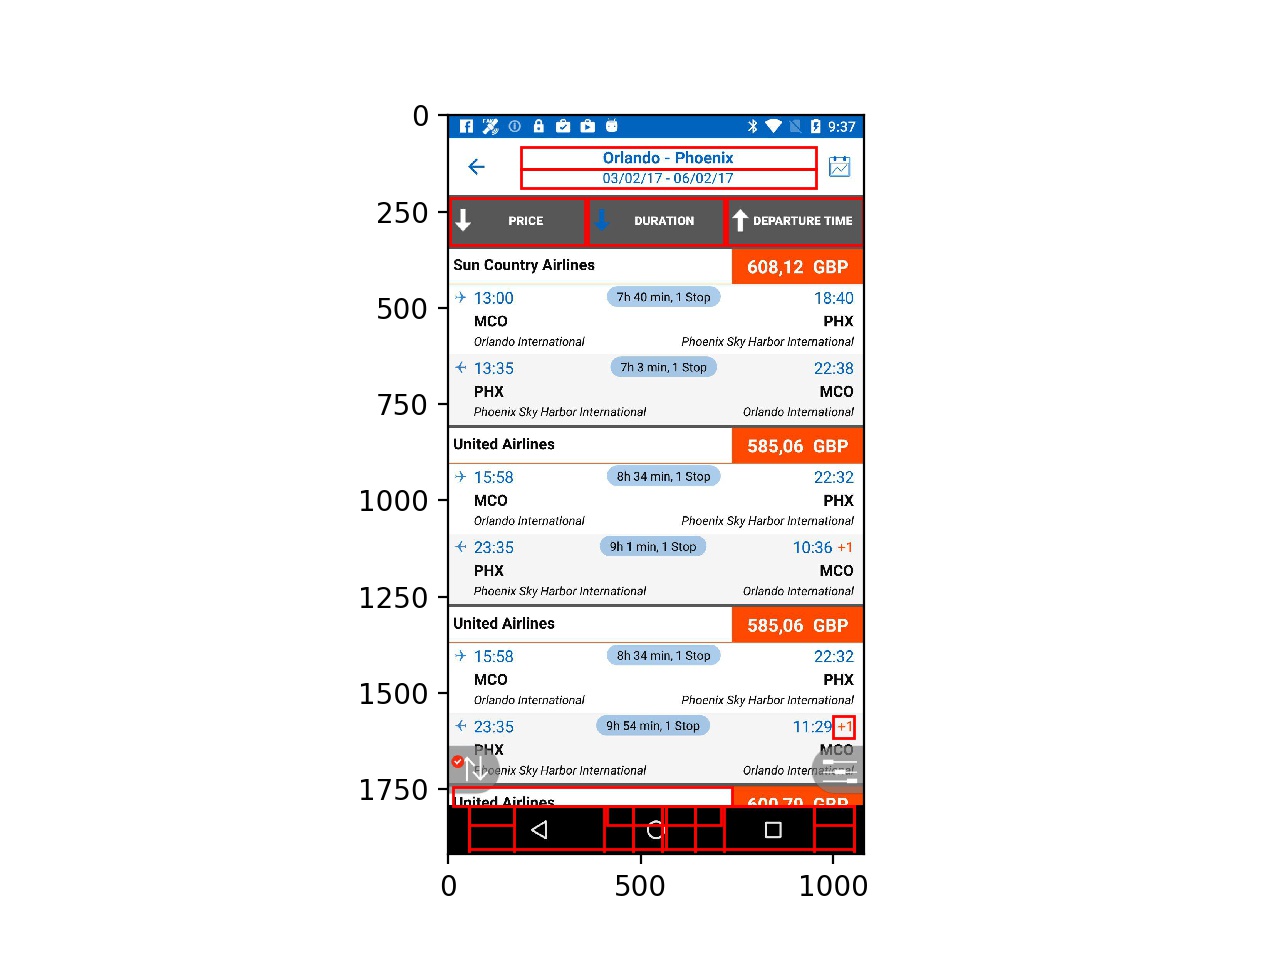 0
9:37
Orlando - Phoenix
03/02/17 - 06/02/17
250
PRICE DURATION DEPARTURE TIME
Sun Country Airlines 608,12 GBP
500
13:00 7h 40 min, 1 Stop 18:40
MCO PHX
Orlando International Phoenix Sky Harbor International
13:35 7h 3 min, 1 Stop 22:38
750
PHX MCO
Phoenix Sky Harbor International Orlando International
United Airlines 585,06 GBP
15:58 8h 34 min, 1 Stop 22:32
1000
MCO PHX
Orlando International Phoenix Sky Harbor International
23:35 9h 1 min, 1 Stop 10:36 +1
PHX MCO
1250
Phoenix Sky Harbor International Orlando International
United Airlines 585,06 GBP
15:58 8h 34 min, 1 Stop 22:32
MCO PHX
1500
Orlando International Phoenix Sky Harbor International
23:35 9h 54 min, 1 Stop 11:29 +1
PHX MCO
Phoenix Sky Harbor International Orlando International
1750
United Airlines 600,79 GBP
0 500 1000